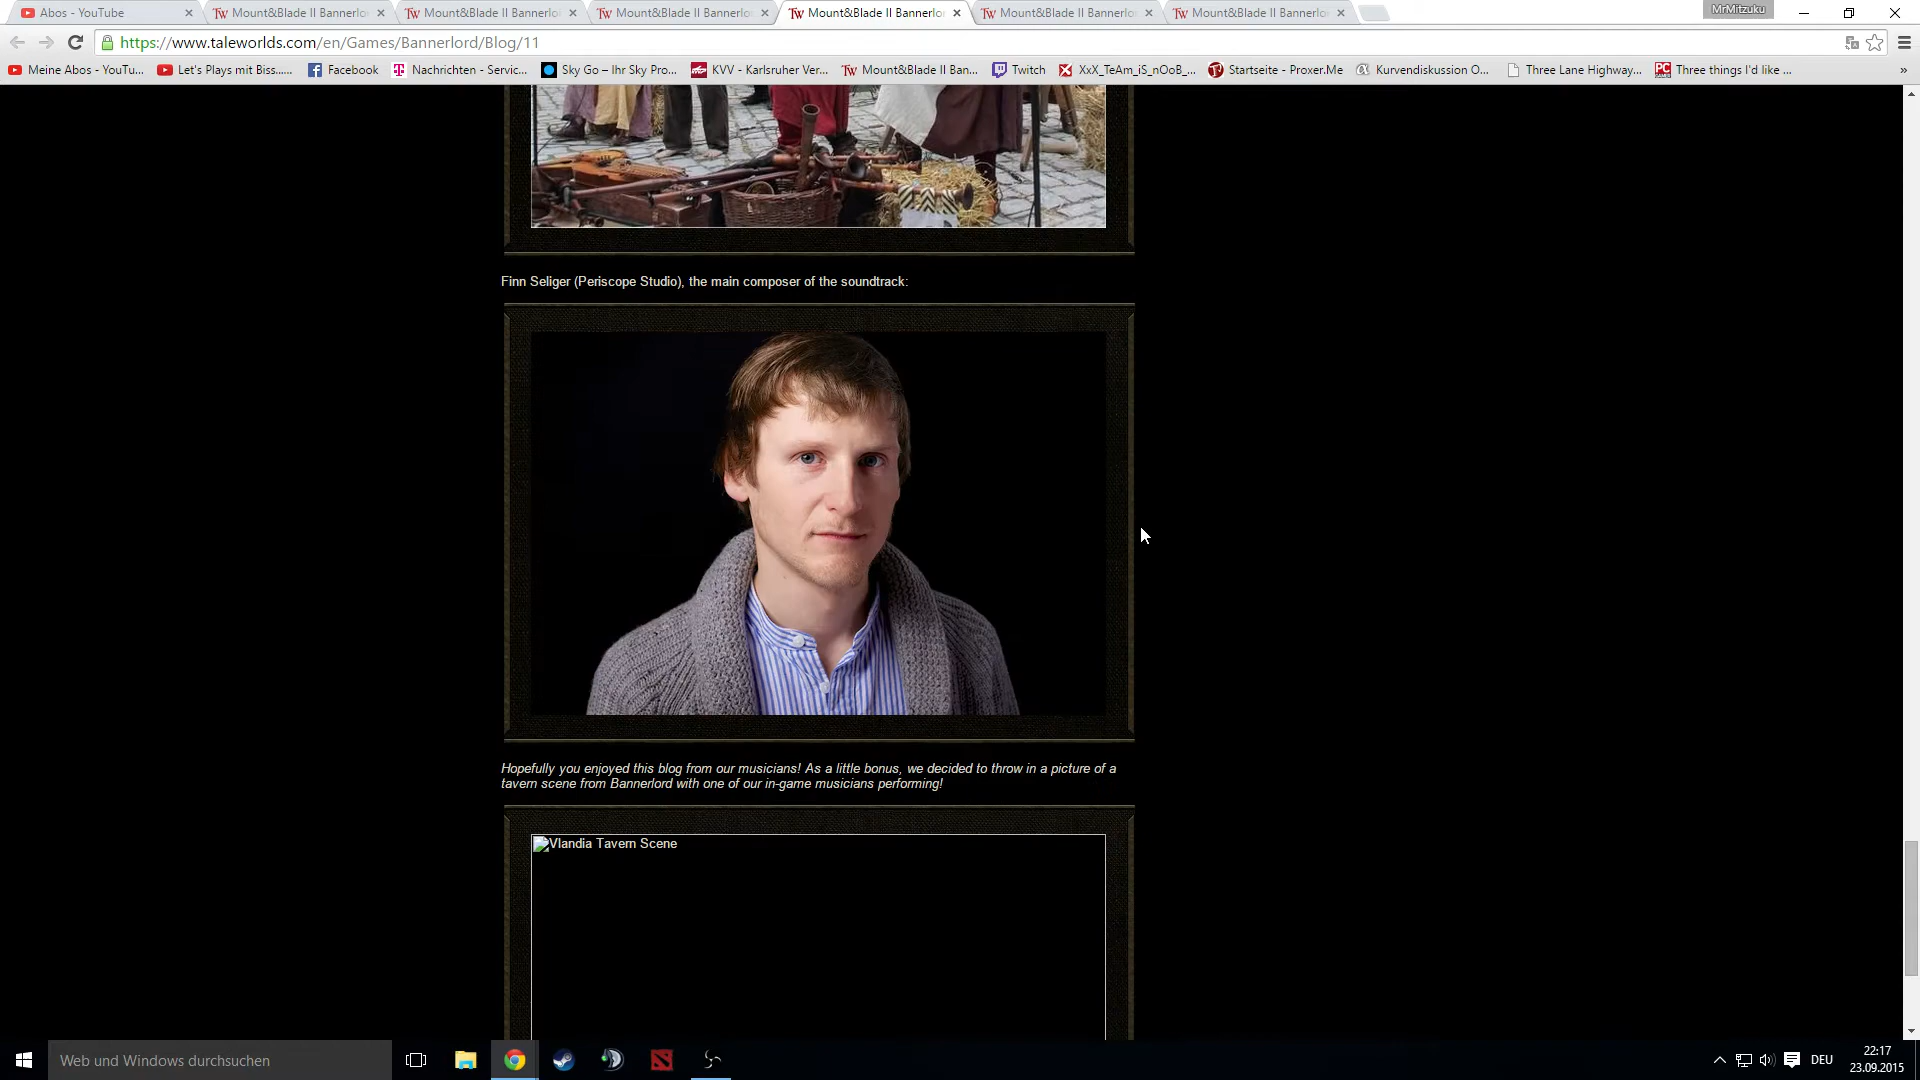 Abos - YouTube
Mount&Blade II Bannerlo
Mount&Blade II Bannerlo
Mount&Blade II Bannerlo
Mount&Blade II Bannerlo
Mount&Blade II Bannerlo
Mount&Blade II Bannerlo
MrMitzuku
https://www.taleworlds.com/en/Games/Bannerlord/Blog/11
Meine Abos - YouTu...
Let's Plays mit Biss......
Facebook
Nachrichten - Servic...
Sky Go – Ihr Sky Pro...
KVV - Karlsruher Ver...
Mount&Blade II Ban...
Twitch
XxX_TeAm_iS_nOoB_...
Startseite - Proxer.Me
Kurvendiskussion O...
Three Lane Highway...
Three things I'd like ...
»
Finn Seliger (Periscope Studio), the main composer of the soundtrack:
Hopefully you enjoyed this blog from our musicians! As a little bonus, we decided to throw in a picture of a
tavern scene from Bannerlord with one of our in-game musicians performing!
Vlandia Tavern Scene
Web und Windows durchsuchen
DEU
22:17
23.09.2015